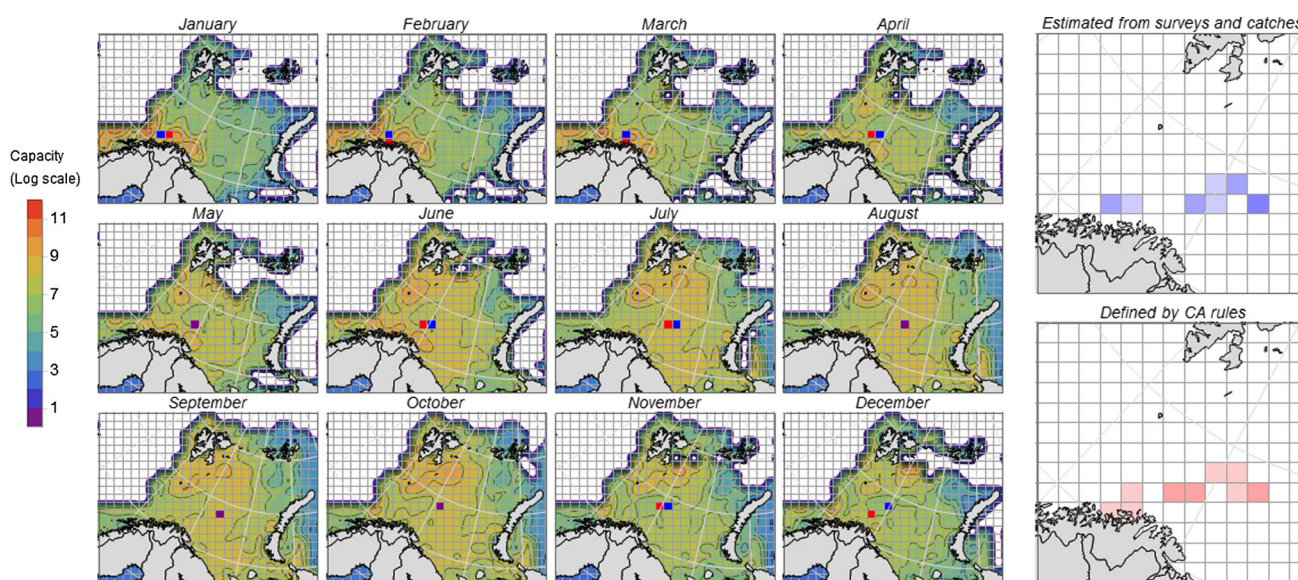 January
February
March
April
Estimated from surveys and catches
Capacity
(Log scale)
11
9
7
5
3
1
May
June
July
August
Defined by CA rules
September
October
November
December